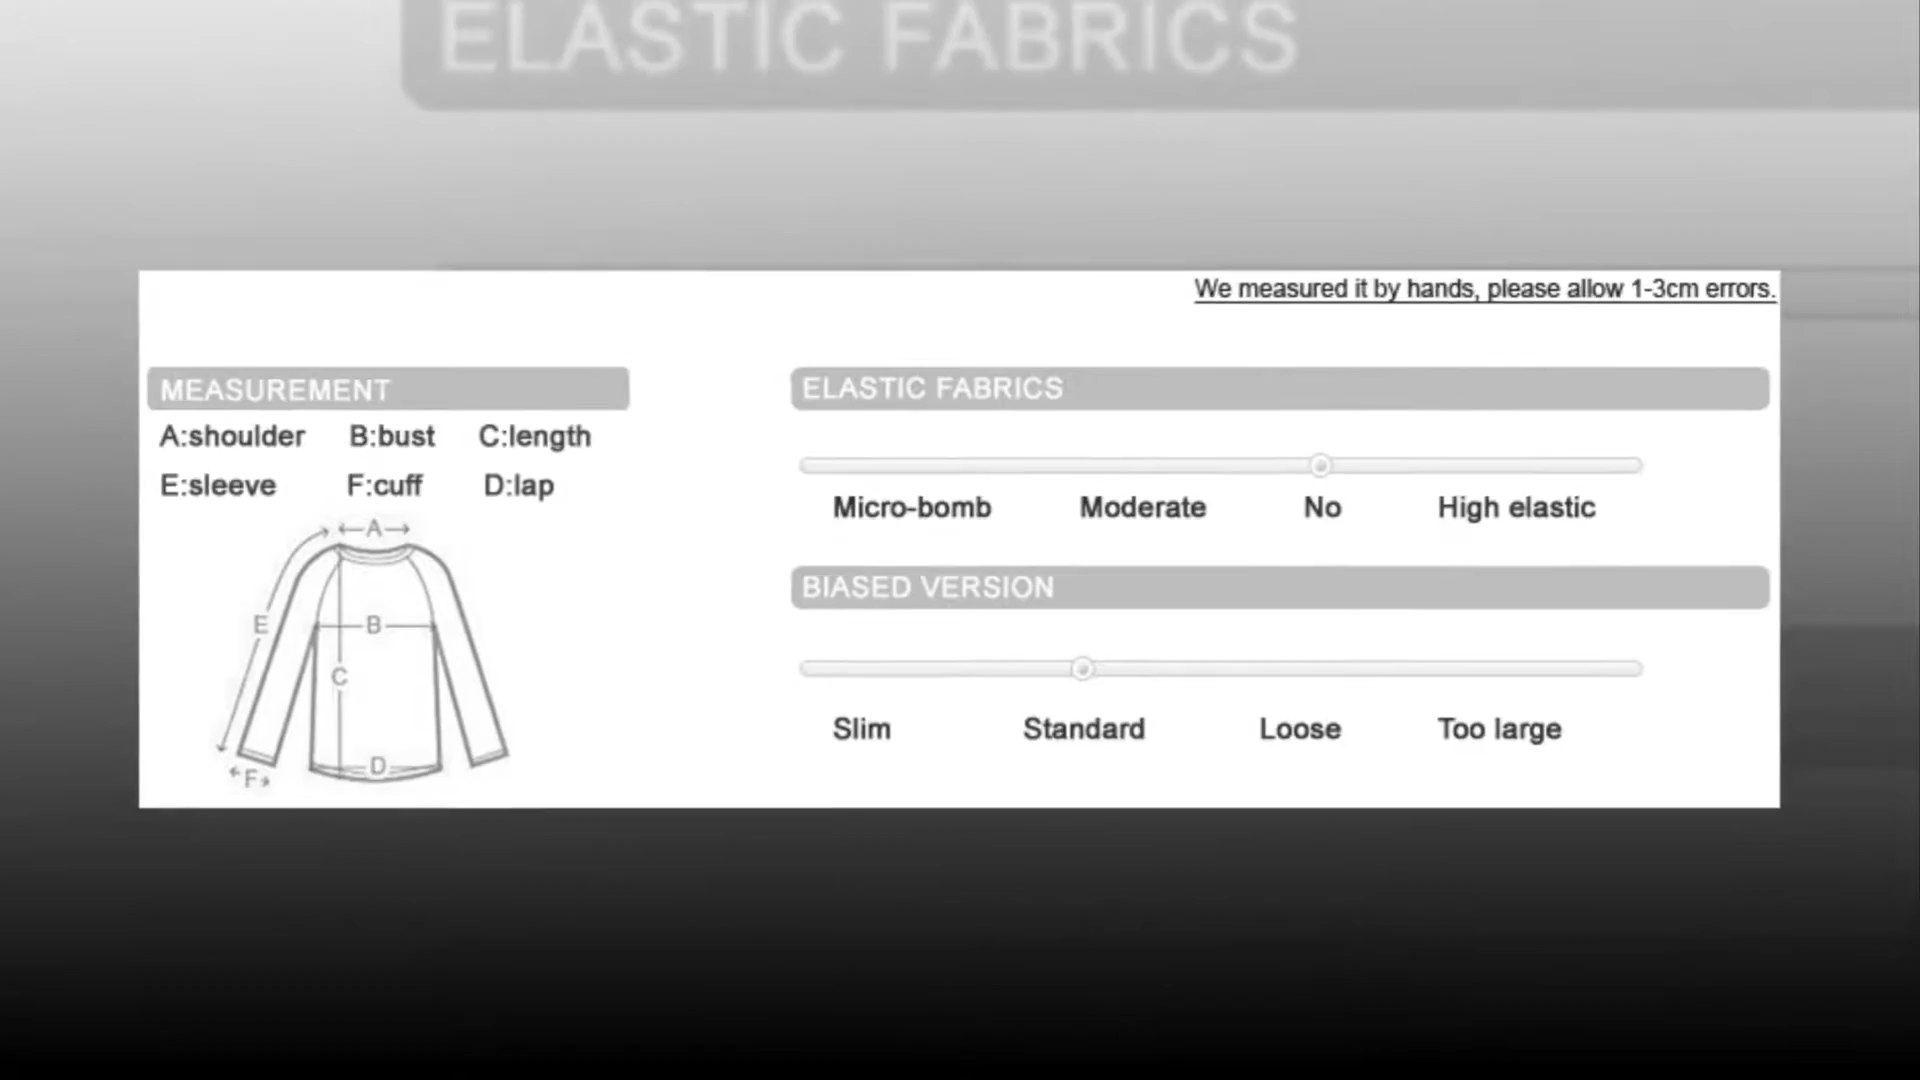 ELASTIC FABRICS
We measured it by hands, please allow 1-3cm errors.
MEASUREMENT
A:shoulder B:bust C:length
E:sleeve F:cuff D:lap
A
E
B
C
D
F
ELASTIC FABRICS
Micro-bomb Moderate No High elastic
BIASED VERSION
Slim Standard Loose Too large